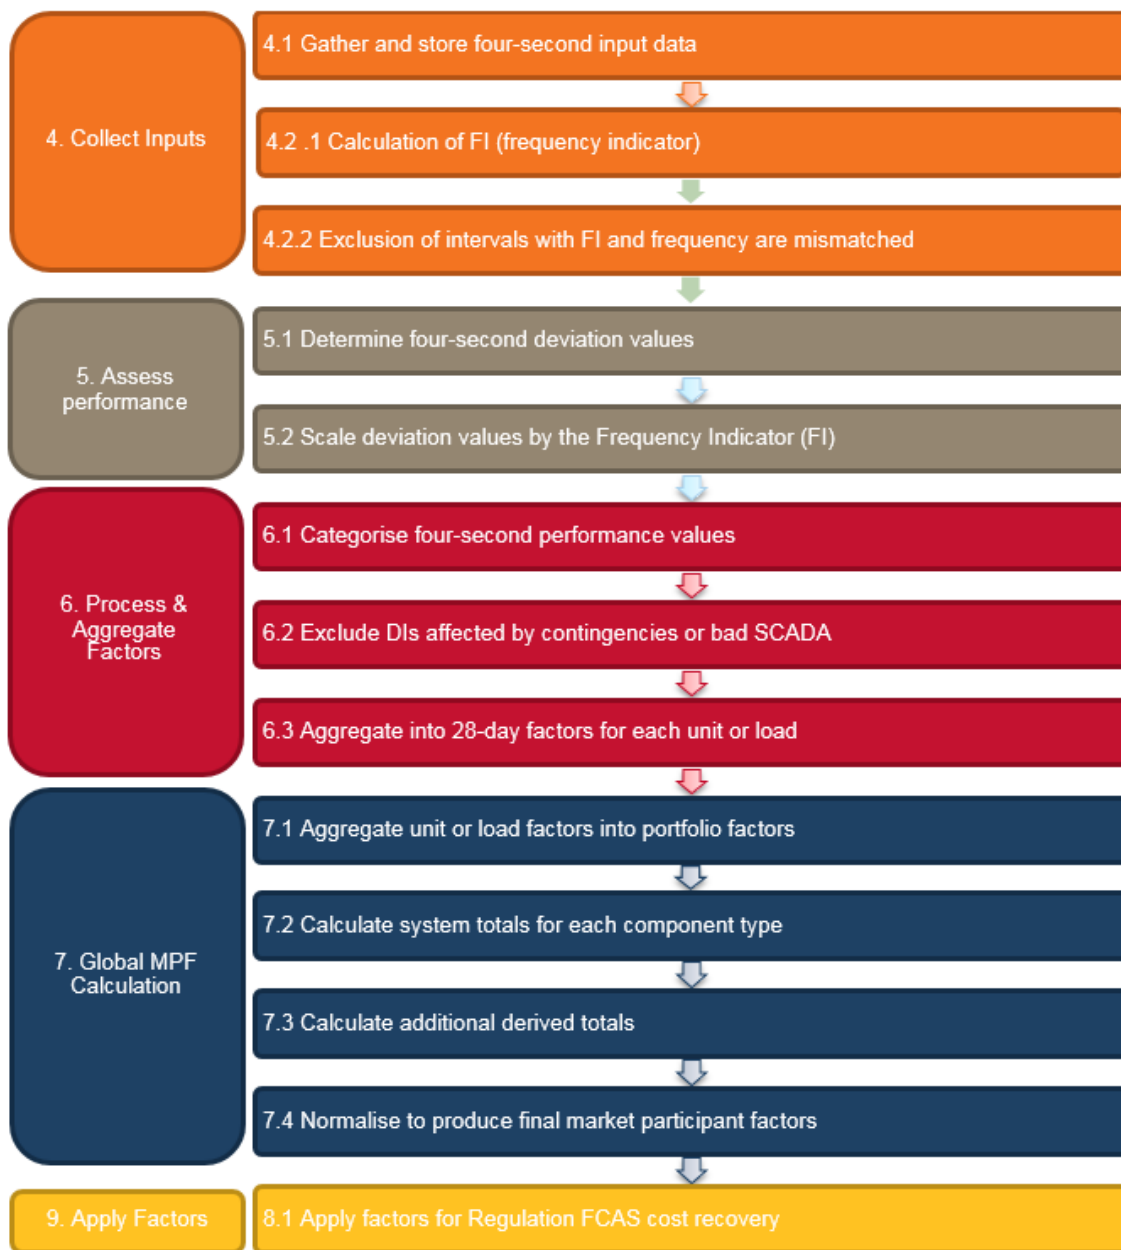 4. Collect Inputs
4.1 Gather and store four-second input data
4.2 .1 Calculation of FI (frequency indicator)
4.2.2 Exclusion of intervals with FI and frequency are mismatched
5. Assess
performance
5.1 Determine four-second deviation values
5.2 Scale deviation values by the Frequency Indicator (FI)
6. Process &
Aggregate
Factors
6.1 Categorise four-second performance values
6.2 Exclude DIs affected by contingencies or bad SCADA
6.3 Aggregate into 28-day factors for each unit or load
7. Global MPF
Calculation
7.1 Aggregate unit or load factors into portfolio factors
7.2 Calculate system totals for each component type
7.3 Calculate additional derived totals
7.4 Normalise to produce final market participant factors
9. Apply Factors
8.1 Apply factors for Regulation FCAS cost recovery